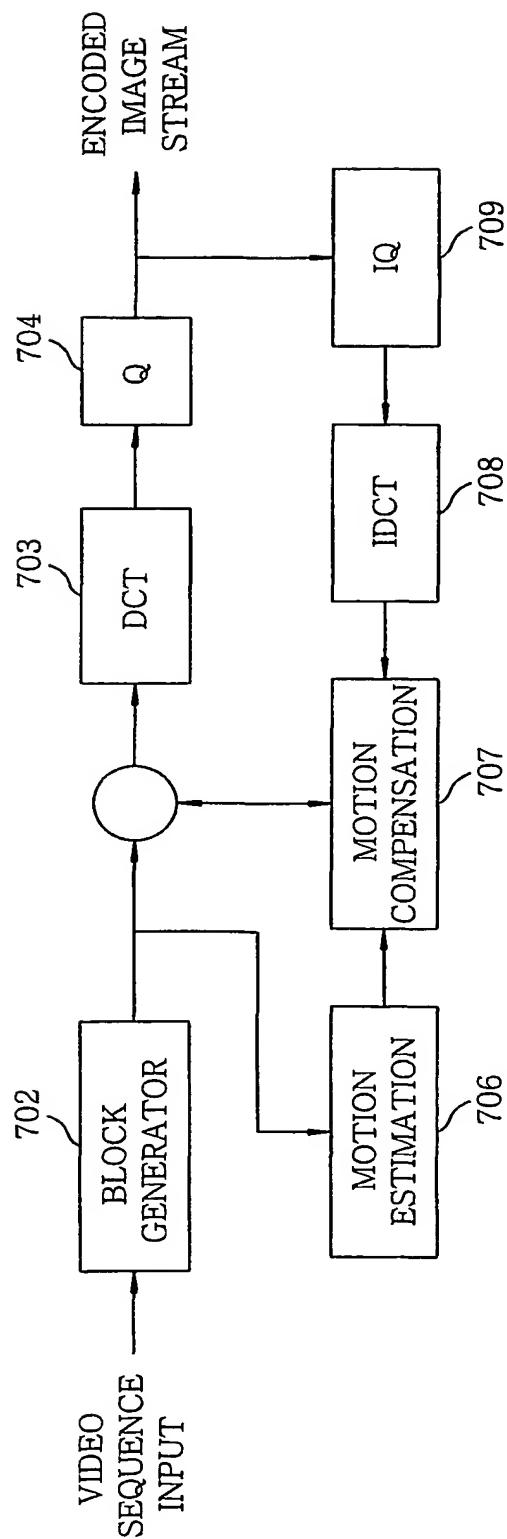 VIDEO
SEQUENCE
INPUT
702
BLOCK
GENERATOR
703
DCT
704
Q
ENCODED
IMAGE
STREAM
MOTION
ESTIMATION
706
MOTION
COMPENSATION
707
IDCT
708
IQ
709